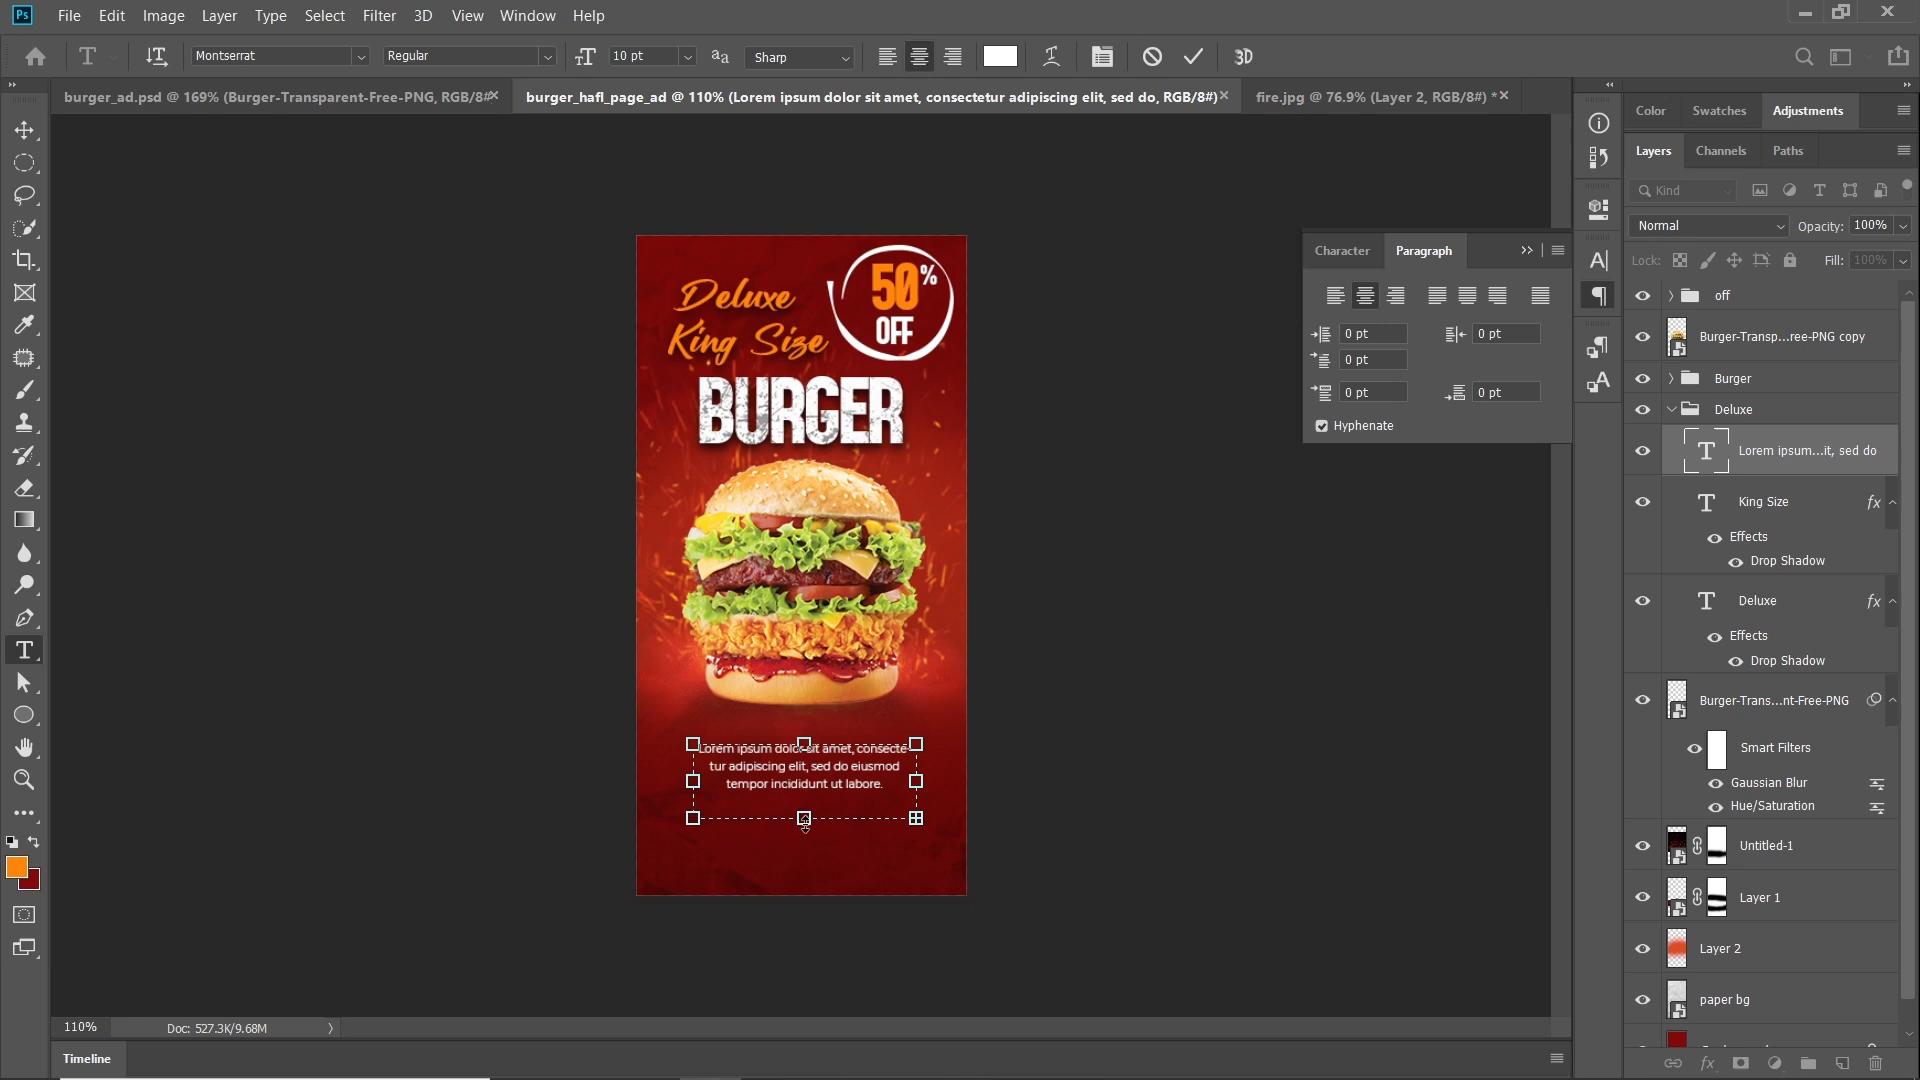 Ps File Edit Image Layer Type Select Filter 3D View Window Help
Montserrat Regular 10 pt aa Sharp 3D
burger_ad.psd @ 169% (Burger-Transparent-Free-PNG, RGB/8#
burger_hafl_page_ad @ 110% (Lorem ipsum dolor sit amet, consectetur adipiscing elit, sed do, RGB/8#)
fire.jpg @ 76.9% (Layer 2, RGB/8#) *
Color Swatches Adjustments
Layers Channels Paths
Kind
Normal Opacity: 100%
Lock: Fill: 100%
off
Burger-Transp...ree-PNG copy
Burger
Deluxe
Lorem ipsum...it, sed do
King Size fx
Effects
Drop Shadow
Deluxe fx
Effects
Drop Shadow
Burger-Trans...nt-Free-PNG
Smart Filters
Gaussian Blur
Hue/Saturation
Untitled-1
Layer 1
Layer 2
paper bg
fx
Character Paragraph
0 pt 0 pt
0 pt
0 pt 0 pt
Hyphenate
Deluxe
King Size
50%
OFF
BURGER
Lorem ipsum dolor sit amet, consecte-
tur adipiscing elit, sed do eiusmod
tempor incididunt ut labore.
110% Doc: 527.3K/9.68M
Timeline